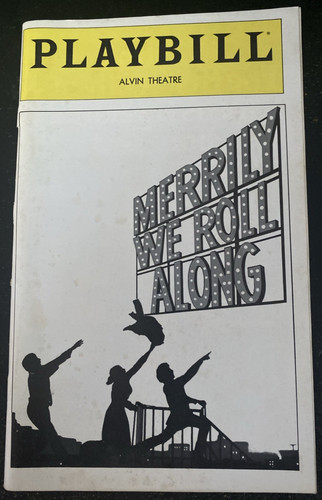 PLAYBILL
ALVIN THEATRE
MERRILY
WE ROLL
ALONG